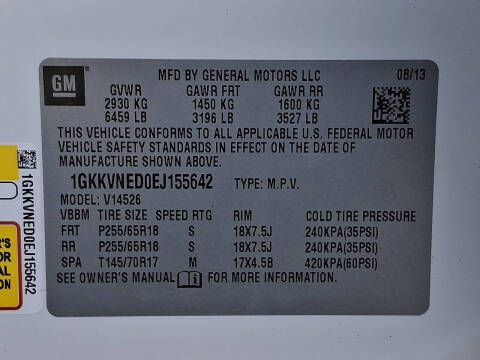 GM
MFD BY GENERAL MOTORS LLC 08/13
GVWR GAWR FRT GAWR RR
2930 KG 1450 KG 1600 KG
6459 LB 3196 LB 3527 LB
THIS VEHICLE CONFORMS TO ALL APPLICABLE U.S. FEDERAL MOTOR
VEHICLE SAFETY STANDARDS IN EFFECT ON THE DATE OF
MANUFACTURE SHOWN ABOVE.
1GKKVNED0EJ155642 TYPE: M.P.V.
MODEL: V14526
VBBM TIRE SIZE SPEED RTG RIM COLD TIRE PRESSURE
FRT P255/65R18 S 18X7.5J 240KPA(35PSI)
RR P255/65R18 S 18X7.5J 240KPA(35PSI)
SPA T145/70R17 M 17X4.5B 420KPA(60PSI)
SEE OWNER'S MANUAL FOR MORE INFORMATION.
1GKKVNED0EJ155642
'S
OR
AL
ON